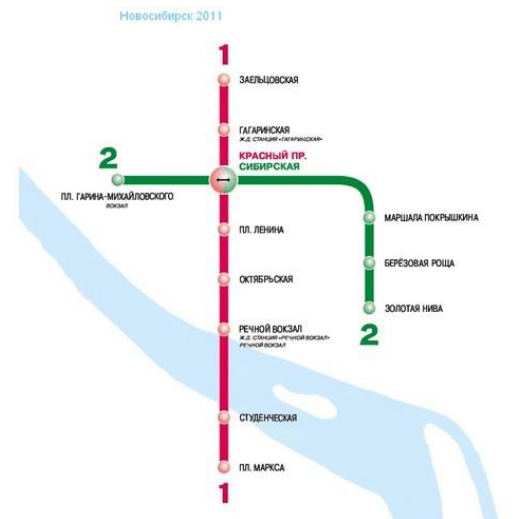 Новосибирск 2011
1
ЗАЕЛЬЦОВСКАЯ
ГАГАРИНСКАЯ
Ж.Д. СТАНЦИЯ «ГАГАРИНСКАЯ»
КРАСНЫЙ ПР.
СИБИРСКАЯ
2
ПЛ. ГАРИНА-МИХАЙЛОВСКОГО
ВОКЗАЛ
МАРШАЛА ПОКРЫШКИНА
ПЛ. ЛЕНИНА
БЕРЁЗОВАЯ РОЩА
ОКТЯБРЬСКАЯ
ЗОЛОТАЯ НИВА
2
РЕЧНОЙ ВОКЗАЛ
Ж.Д. СТАНЦИЯ «РЕЧНОЙ ВОКЗАЛ»
РЕЧНОЙ ВОКЗАЛ
СТУДЕНЧЕСКАЯ
ПЛ. МАРКСА
1